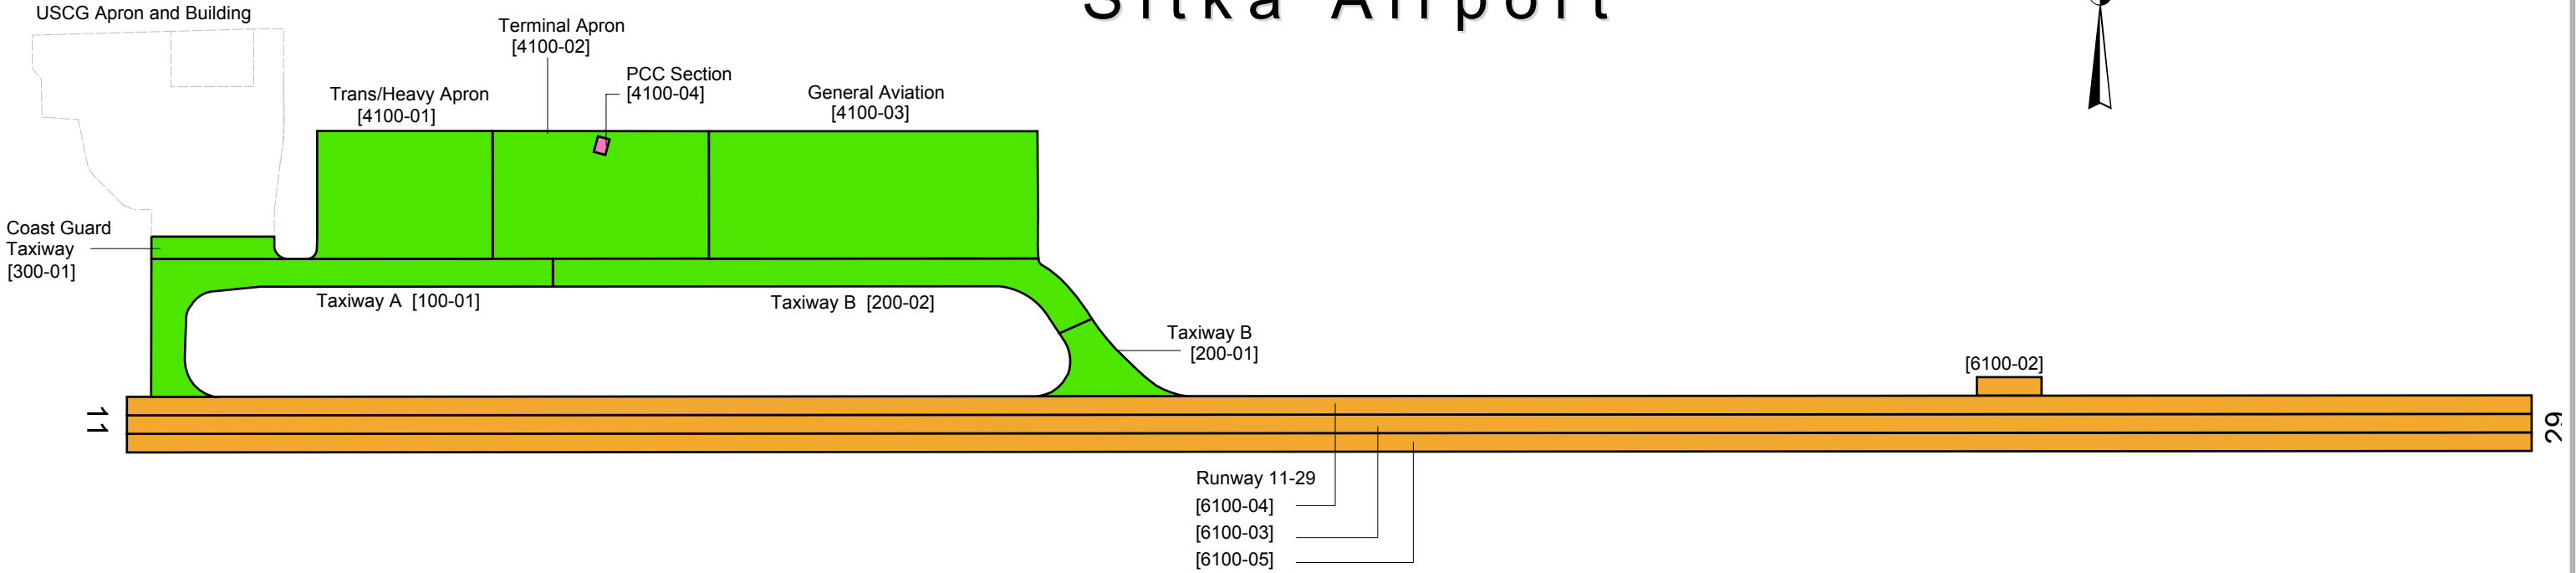 Sitka Airport
USCG Apron and Building
Terminal Apron
[4100-02]
PCC Section
[4100-04]
Trans/Heavy Apron
[4100-01]
General Aviation
[4100-03]
Coast Guard
Taxiway
[300-01]
Taxiway A [100-01]
Taxiway B [200-02]
Taxiway B
[200-01]
[6100-02]
11
29
Runway 11-29
[6100-04]
[6100-03]
[6100-05]